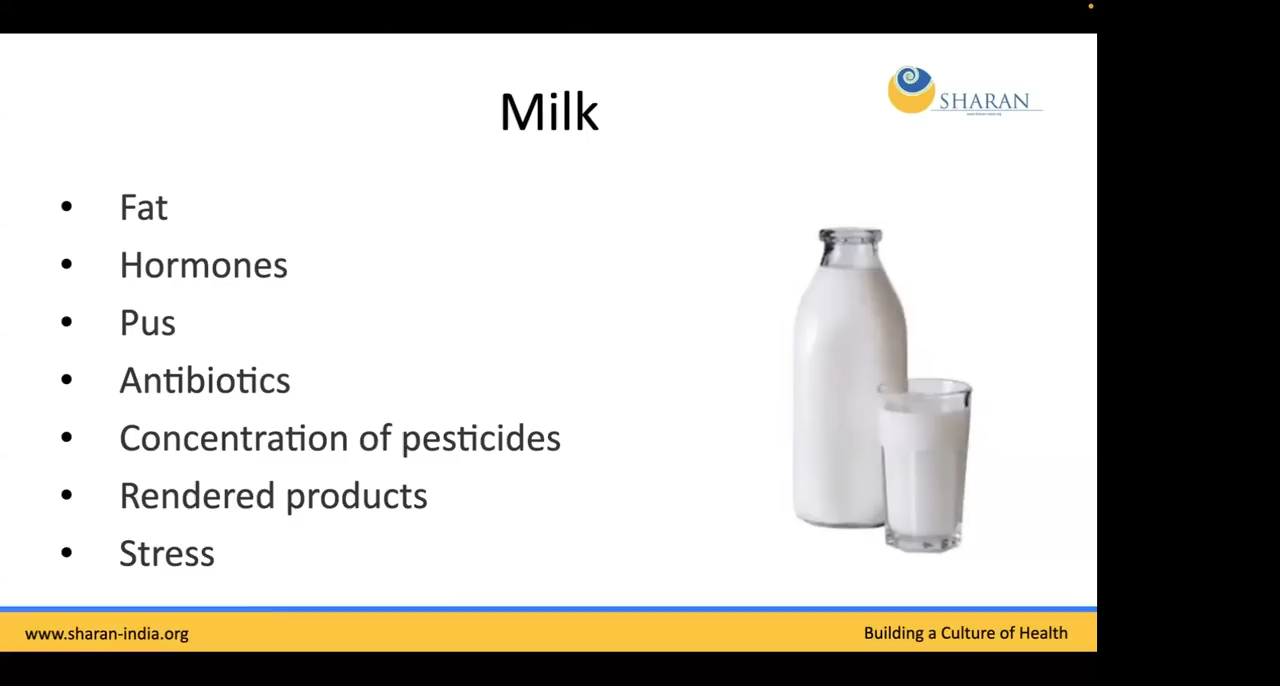 Milk
SHARAN
• Fat
• Hormones
• Pus
• Antibiotics
• Concentration of pesticides
• Rendered products
• Stress
www.sharan-india.org
Building a Culture of Health